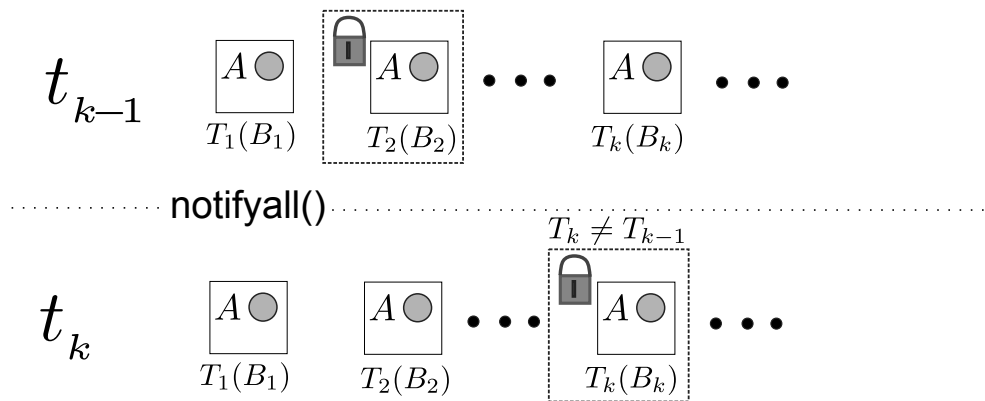 t_{k-1} A A • • • A • • •
T_1(B_1) T_2(B_2) T_k(B_k)
notifyall()
T_k ≠ T_{k-1}
t_k A A • • • A • • •
T_1(B_1) T_2(B_2) T_k(B_k)